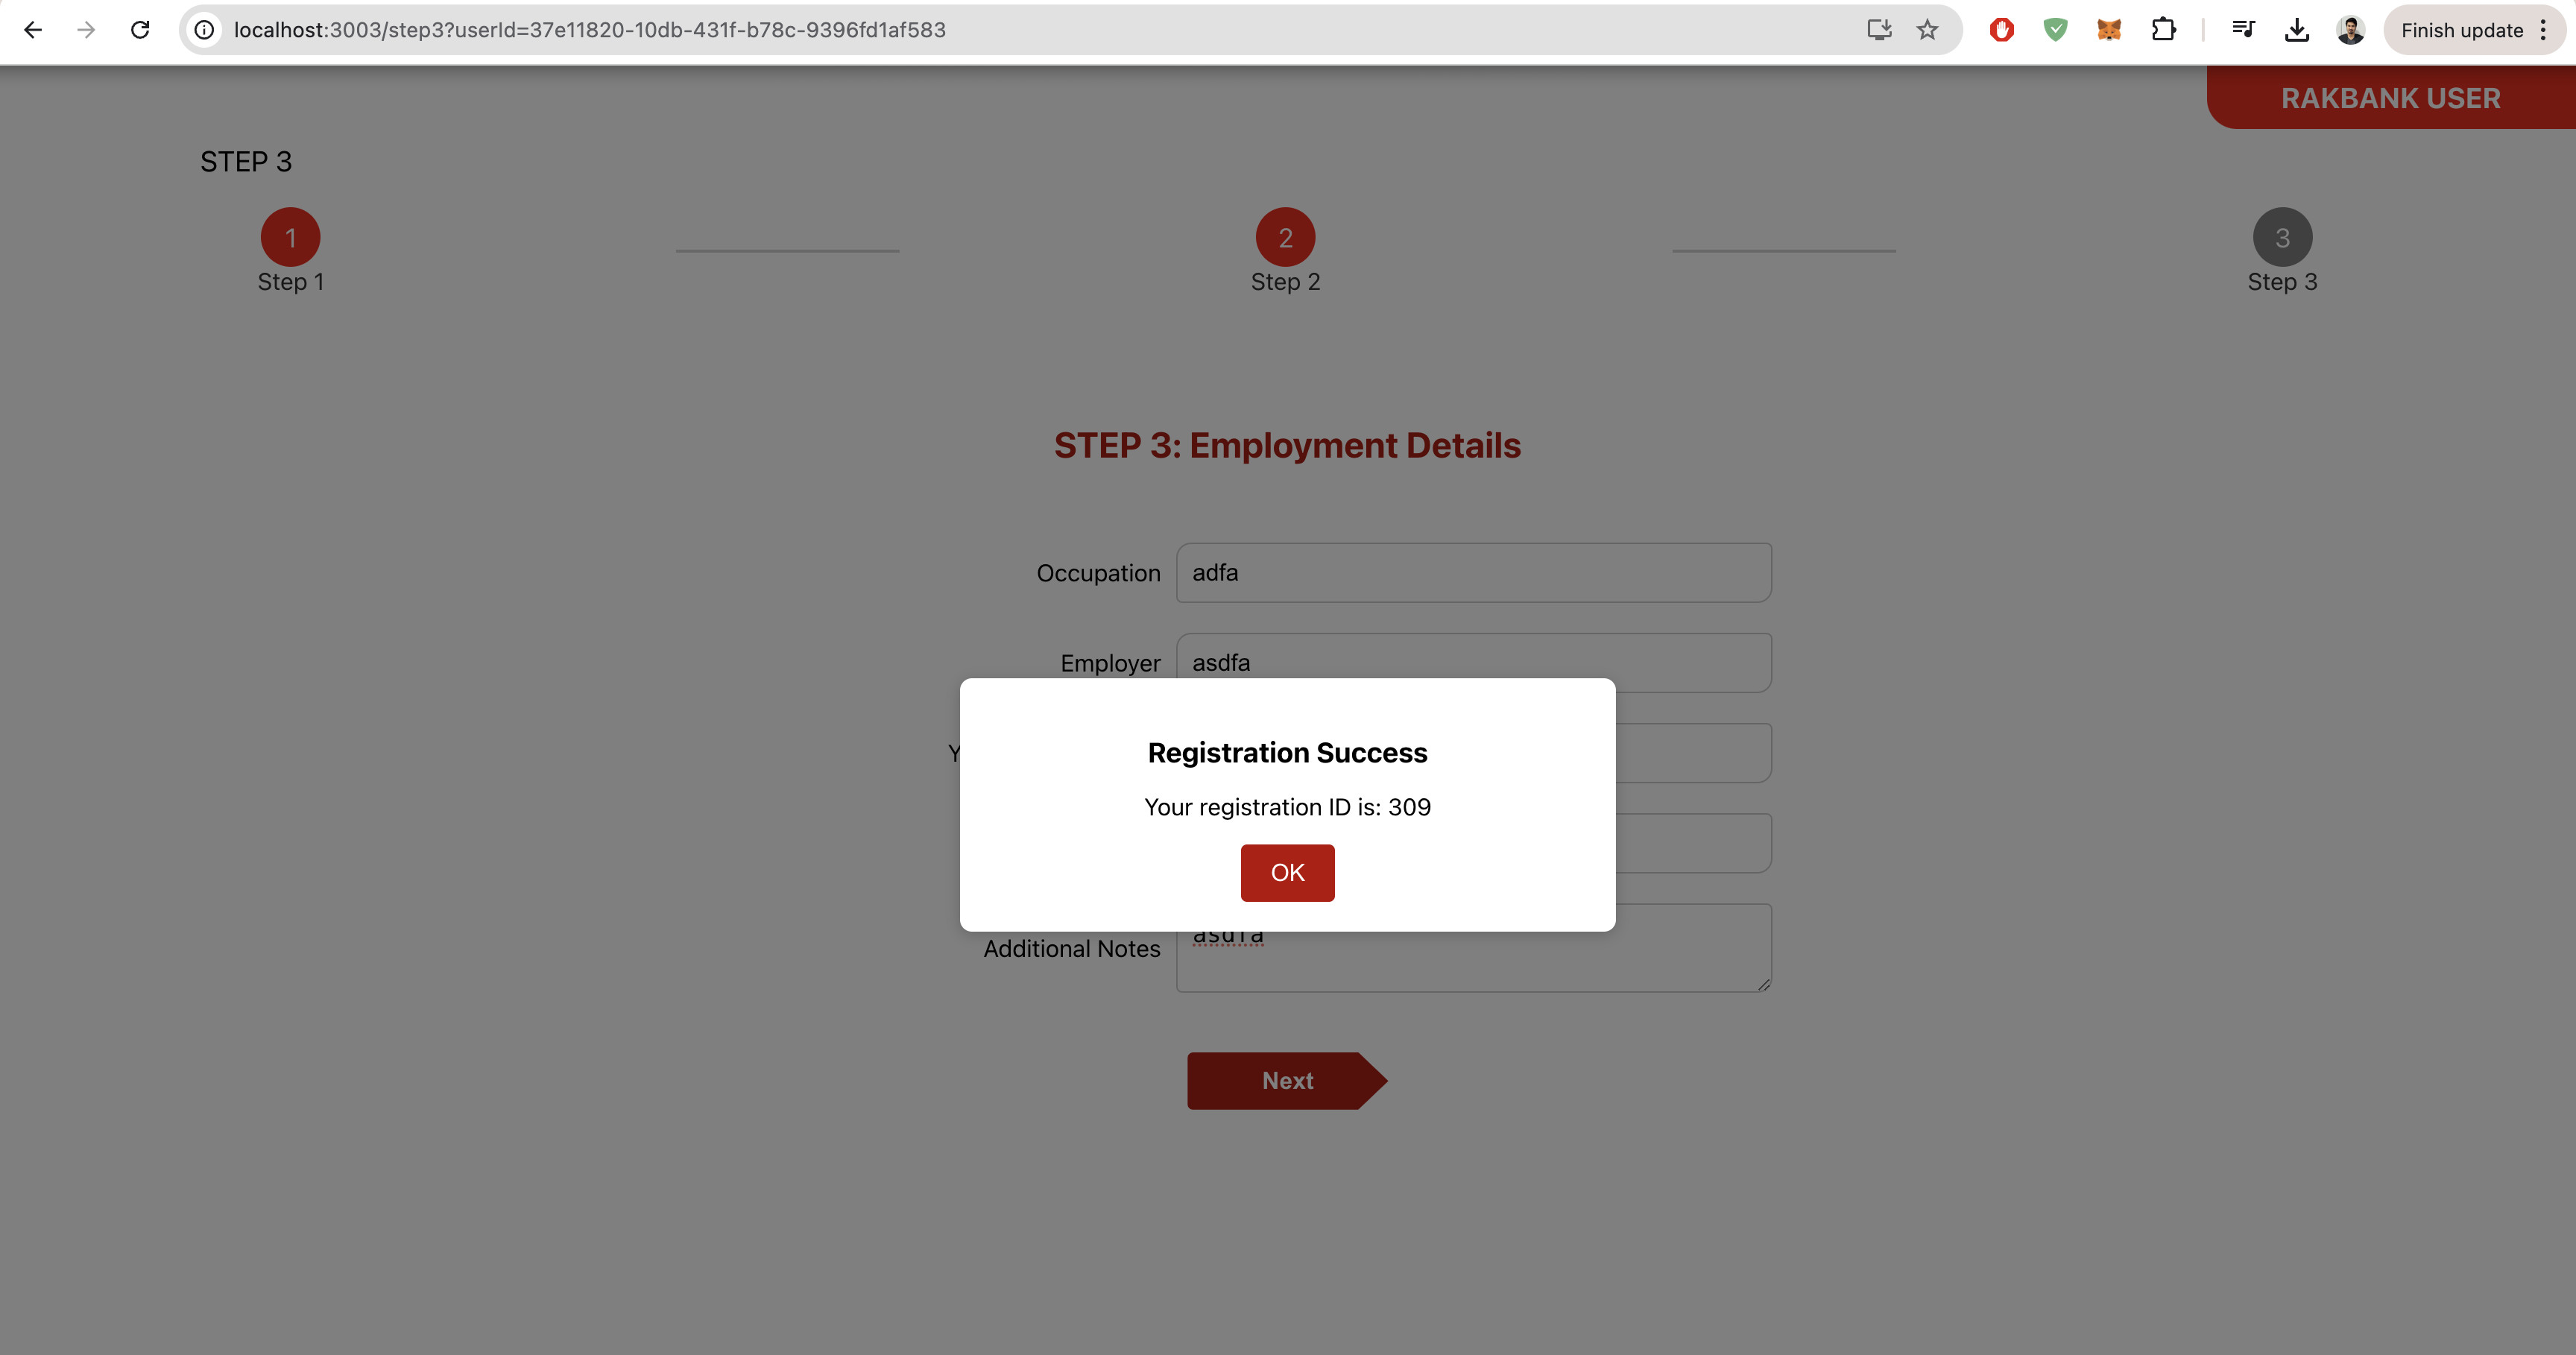 localhost:3003/step3?userId=37e11820-10db-431f-b78c-9396fd1af583
Finish update
RAKBANK USER
STEP 3
1
2
3
Step 1
Step 2
Step 3
STEP 3: Employment Details
Occupation
adfa
Employer
asdfa
Y
Registration Success
Your registration ID is: 309
OK
Additional Notes
asdfa
Next